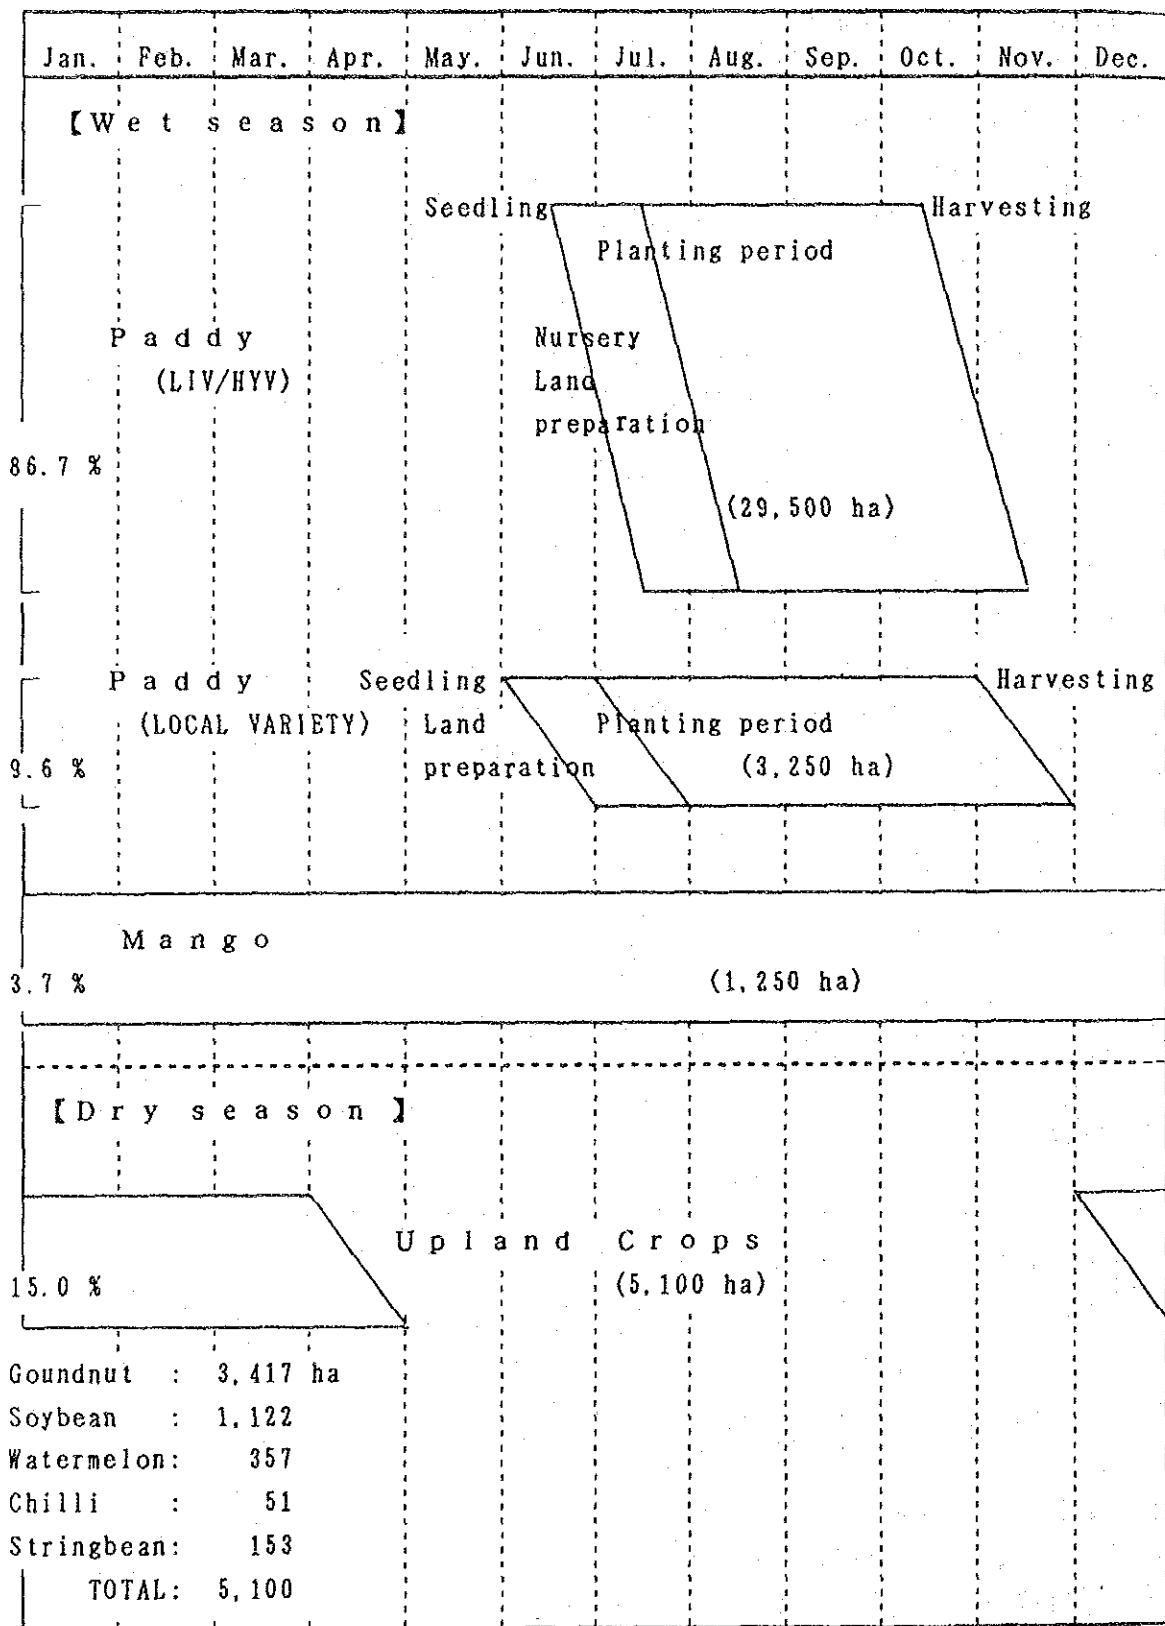 Jan. Feb. Mar. Apr. May. Jun. Jul. Aug. Sep. Oct. Nov. Dec.
【Wet season】
Seedling Harvesting
Planting period
Paddy Nursery
(LIV/HYV) Land
preparation
86.7 %
(29,500 ha)
Paddy Seedling Harvesting
(LOCAL VARIETY) Land Planting period
9.6 % preparation (3,250 ha)
Mango
3.7 % (1,250 ha)
【Dry season】
Upland Crops
15.0 % (5,100 ha)
Goundnut : 3,417 ha
Soybean : 1,122
Watermelon: 357
Chilli : 51
Stringbean: 153
TOTAL: 5,100